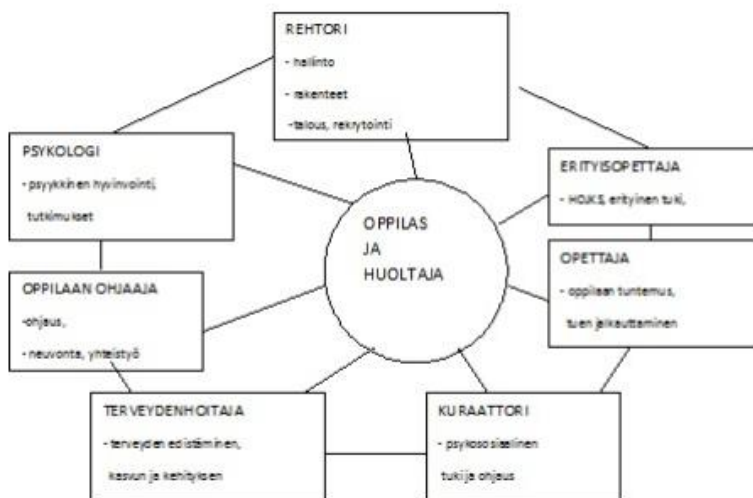 REHTORI
- hallinto
- rakenteet
-talous, rekrytointi
PSYKOLOGI
- psyykkinen hyvinvointi,
tutkimukset
ERITYISOPETTAJA
- HOJKS, erityinen tuki,
OPPILAS
JA
HUOLTAJA
OPETTAJA
- oppilaan tuntemus,
tuen jalkauttaminen
OPPILAAN OHJAAJA
-ohjaus,
- neuvonta, yhteistyö
TERVEYDENHOITAJA
- terveyden edistäminen,
kasvun ja kehityksen
KURAATTORI
- psykososiaalinen
tuki ja ohjaus